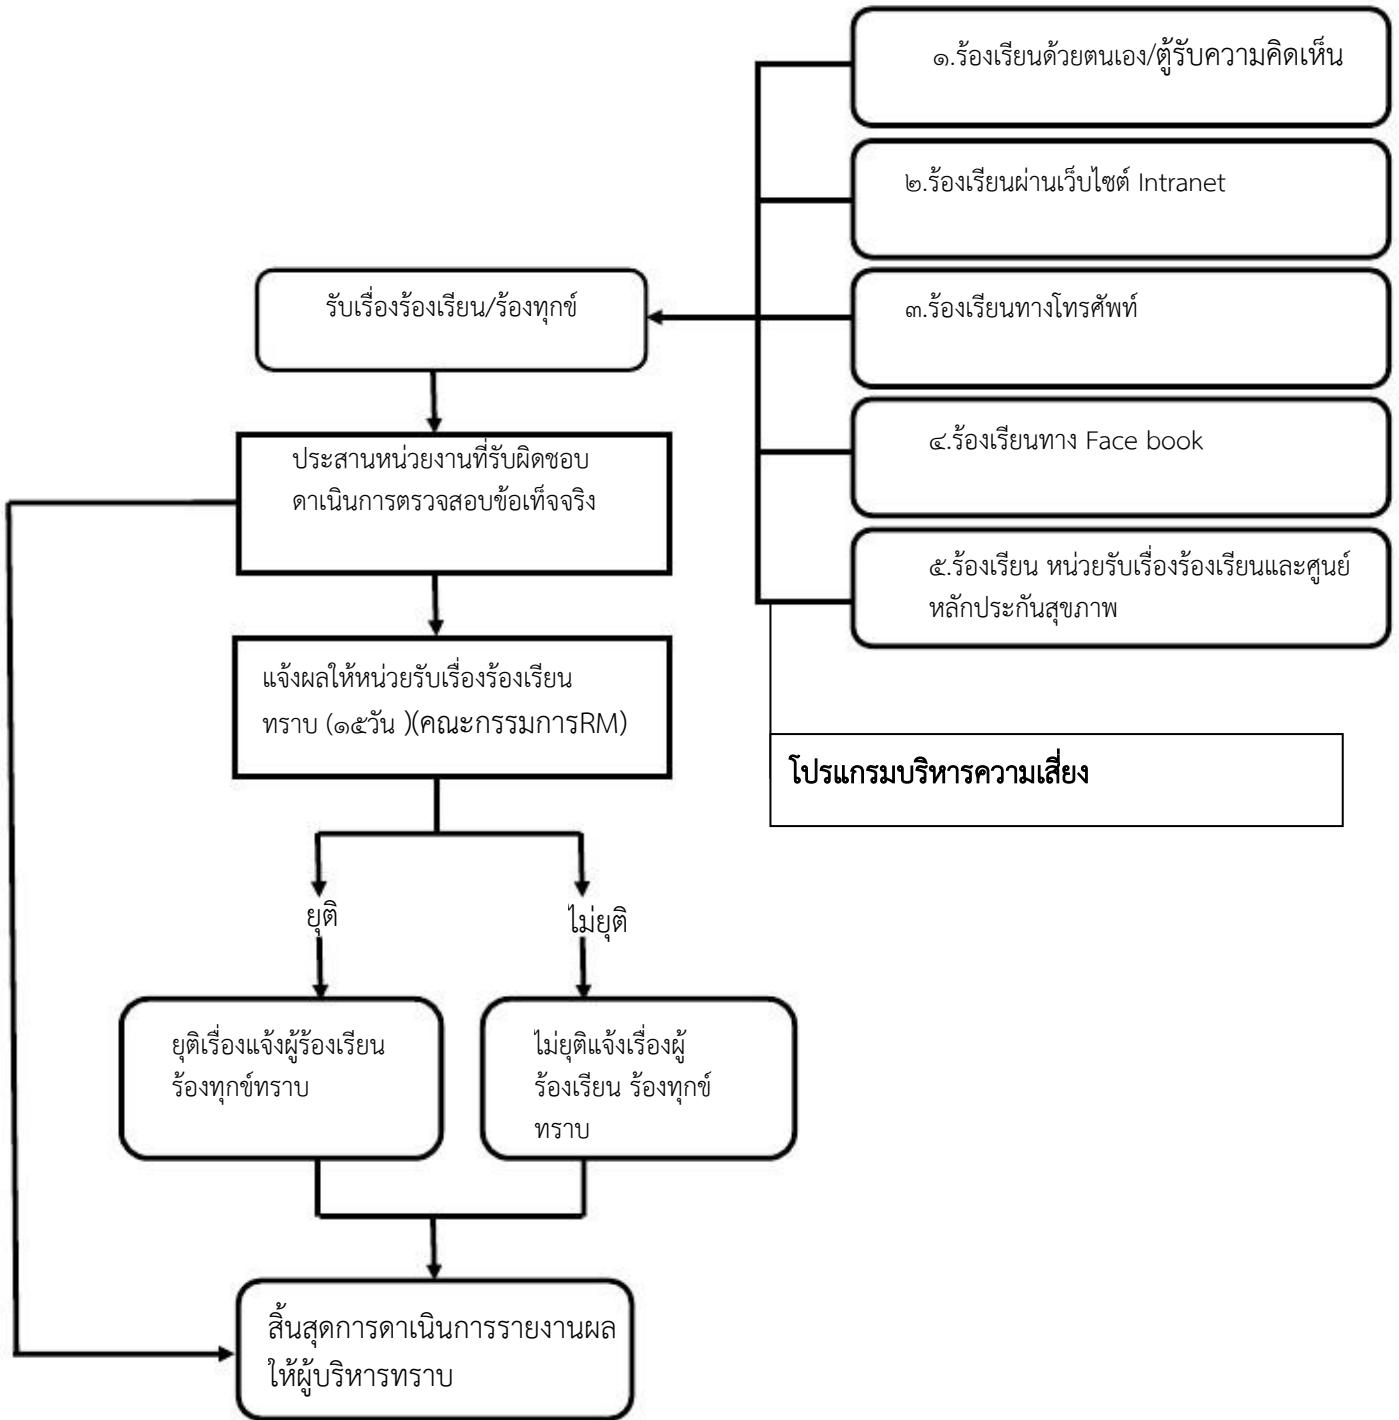 ๑.ร้องเรียนด้วยตนเอง/ตู้รับความคิดเห็น
๒.ร้องเรียนผ่านเว็บไซต์ Intranet
รับเรื่องร้องเรียน/ร้องทุกข์
๓.ร้องเรียนทางโทรศัพท์
๔.ร้องเรียนทาง Face book
ประสานหน่วยงานที่รับผิดชอบ
ดาเนินการตรวจสอบข้อเท็จจริง
๕.ร้องเรียน หน่วยรับเรื่องร้องเรียนและศูนย์
หลักประกันสุขภาพ
แจ้งผลให้หน่วยรับเรื่องร้องเรียน
ทราบ (๑๕วัน )(คณะกรรมการRM)
โปรแกรมบริหารความเสี่ยง
ยุติ
ไม่ยุติ
ยุติเรื่องแจ้งผู้ร้องเรียน
ร้องทุกข์ทราบ
ไม่ยุติแจ้งเรื่องผู้
ร้องเรียน ร้องทุกข์
ทราบ
สิ้นสุดการดาเนินการรายงานผล
ให้ผู้บริหารทราบ